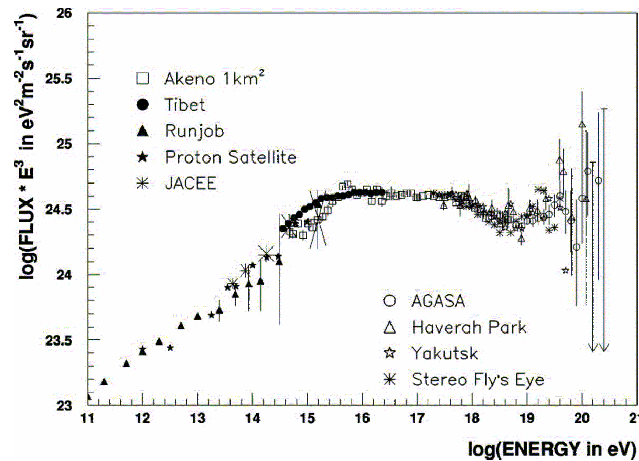 log(FLUX * E³ in eV²m⁻²s⁻¹sr⁻¹)
26
25.5
25
24.5
24
23.5
23
Akeno 1km²
Tibet
Runjob
Proton Satellite
JACEE
AGASA
Haverah Park
Yakutsk
Stereo Fly's Eye
11 12 13 14 15 16 17 18 19 20 21
log(ENERGY in eV)